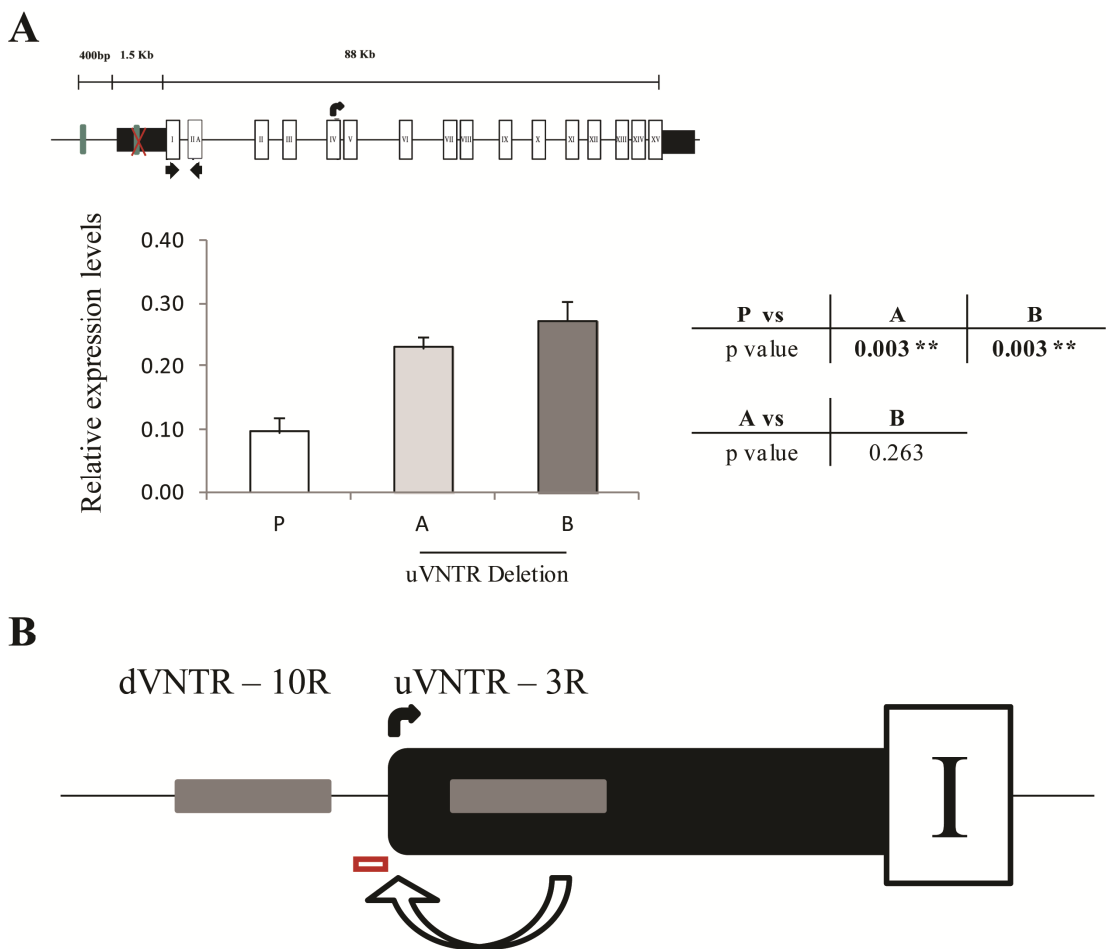 A
400bp 1.5 Kb 88 Kb
I II A II III IV V VI VII VIII IX X XI XII XIII XIV XV
Relative expression levels
0.40
0.30
0.20
0.10
0.00
P A B
uVNTR Deletion
P vs A B
p value 0.003 ** 0.003 **
A vs B
p value 0.263
B
dVNTR – 10R uVNTR – 3R
I